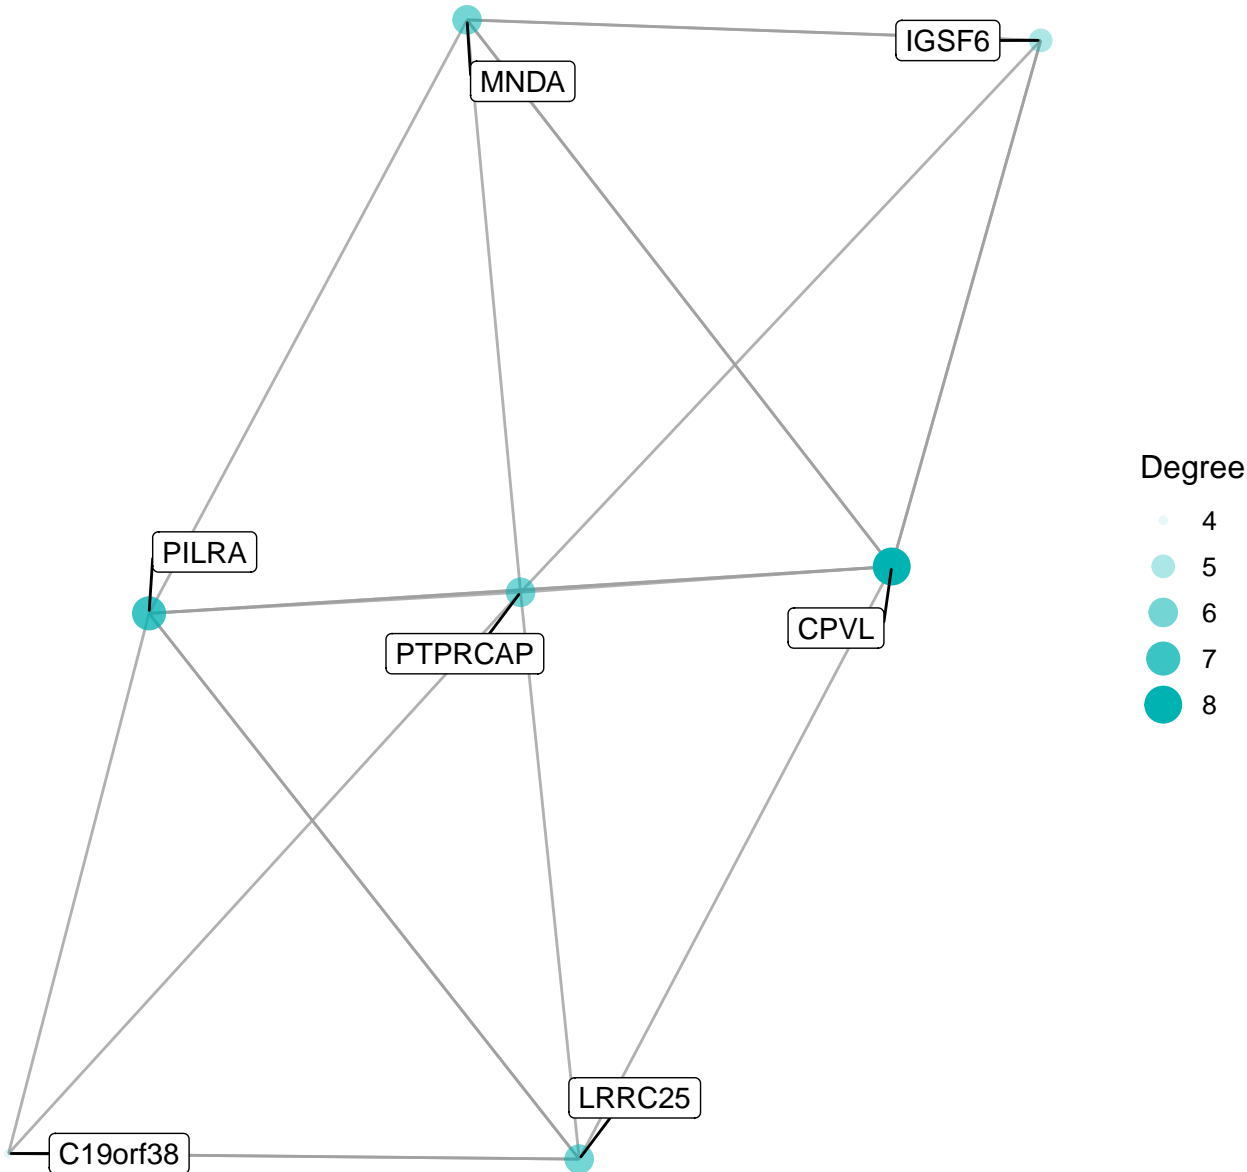 IGSF6
MNDA
Degree
4
PILRA
5
6
CPVL
PTPRCAP
7
8
LRRC25
C19orf38